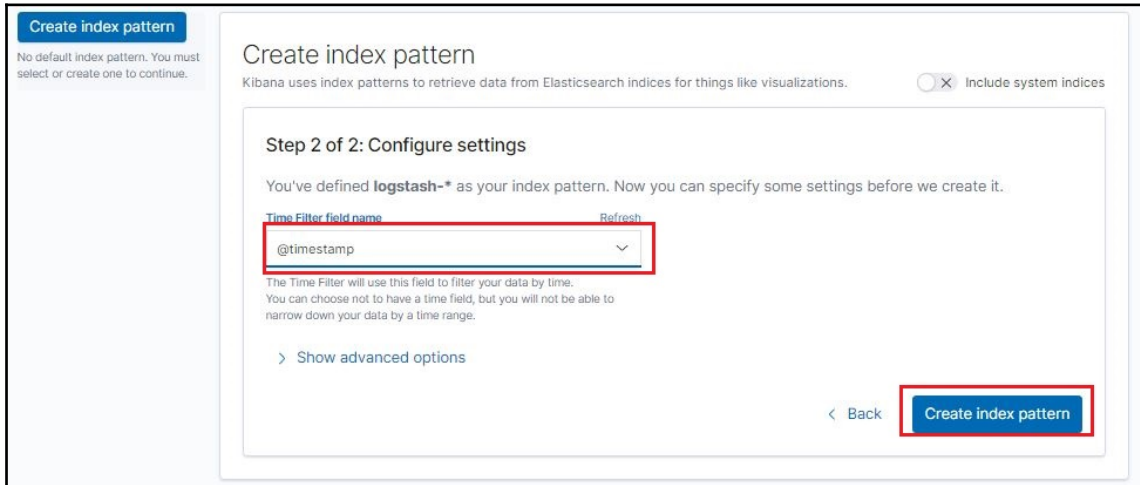 Create index pattern
No default index pattern. You must
select or create one to continue.
Create index pattern
Kibana uses index patterns to retrieve data from Elasticsearch indices for things like visualizations.
Include system indices
Step 2 of 2: Configure settings
You've defined logstash-* as your index pattern. Now you can specify some settings before we create it.
Time Filter field name
Refresh
@timestamp
The Time Filter will use this field to filter your data by time.
You can choose not to have a time field, but you will not be able to
narrow down your data by a time range.
> Show advanced options
< Back
Create index pattern